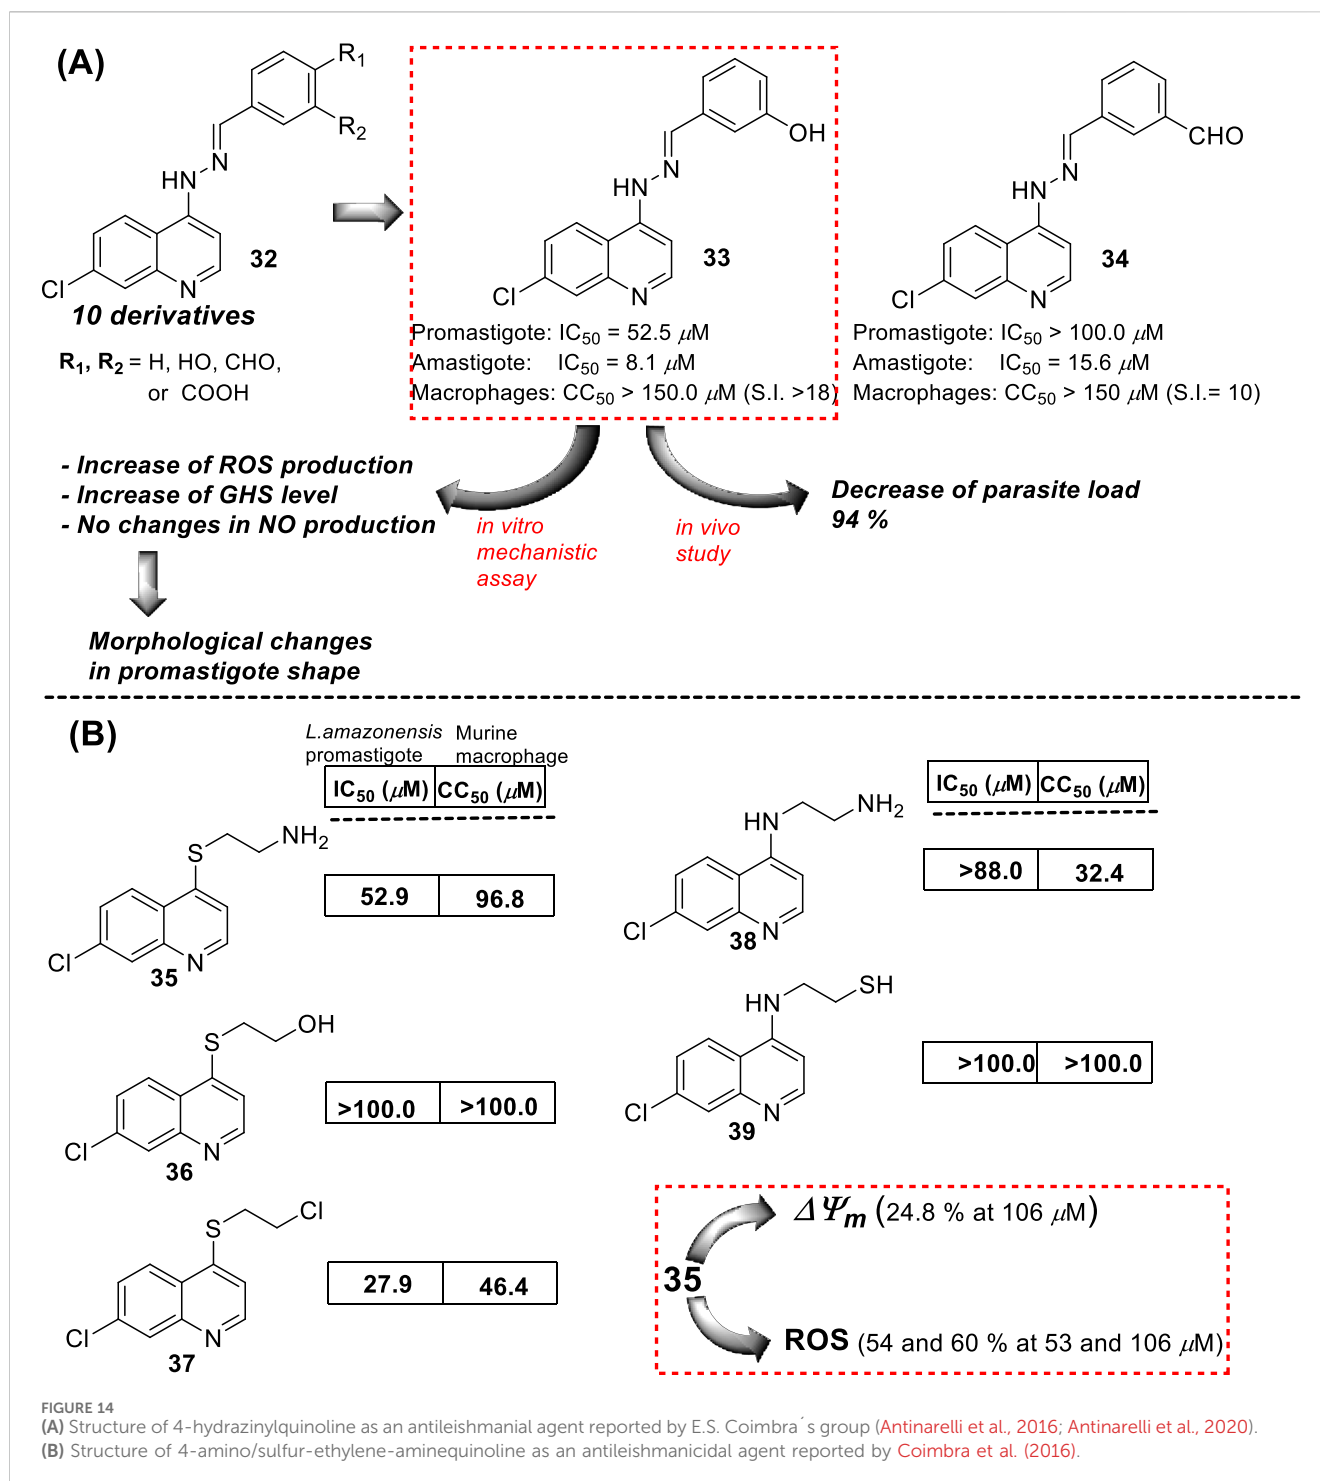 (A)
R1
R2
N
HN
Cl
N
32
10 derivatives
R1, R2 = H, HO, CHO,
or COOH
OH
N
HN
Cl
N
33
Promastigote: IC50 = 52.5 µM
Amastigote: IC50 = 8.1 µM
Macrophages: CC50 > 150.0 µM (S.I. >18)
CHO
N
HN
Cl
N
34
Promastigote: IC50 > 100.0 µM
Amastigote: IC50 = 15.6 µM
Macrophages: CC50 > 150 µM (S.I.= 10)
- Increase of ROS production
- Increase of GHS level
- No changes in NO production
in vitro
mechanistic
assay
in vivo
study
Decrease of parasite load
94 %
Morphological changes
in promastigote shape
(B)
L.amazonensis
promastigote
Murine
macrophage
IC50 (µM) CC50 (µM)
NH2
S
Cl
N
35
52.9 96.8
OH
S
Cl
N
36
>100.0 >100.0
Cl
S
Cl
N
37
27.9 46.4
IC50 (µM) CC50 (µM)
NH2
HN
Cl
N
38
>88.0 32.4
SH
HN
Cl
N
39
>100.0 >100.0
35
ΔΨm (24.8 % at 106 µM)
ROS (54 and 60 % at 53 and 106 µM)
FIGURE 14
(A) Structure of 4-hydrazinylquinoline as an antileishmanial agent reported by E.S. Coimbra´s group (Antinarelli et al., 2016; Antinarelli et al., 2020).
(B) Structure of 4-amino/sulfur-ethylene-aminequinoline as an antileishmanicidal agent reported by Coimbra et al. (2016).